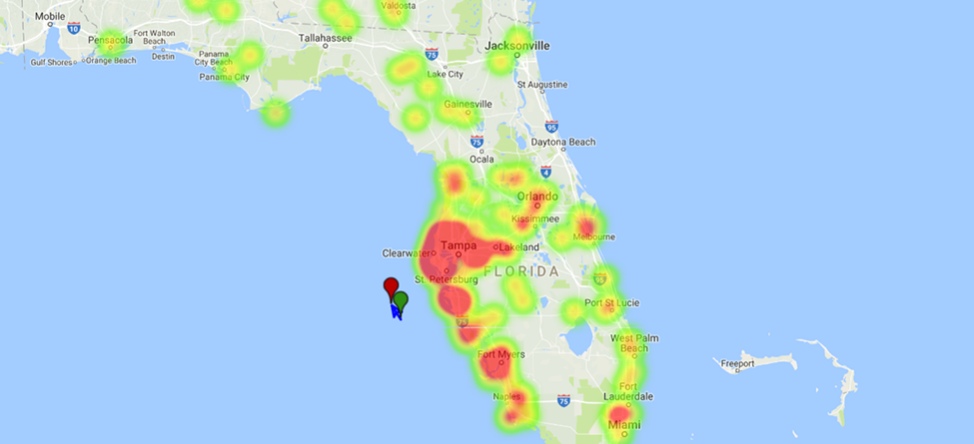 Valdosta
Mobile
10
Pensacola
Fort Walton
Beach
Tallahassee
Jacksonville
Gulf Shores
Orange Beach
Destin
Panama
City Beach
Panama City
75
Lake City
St Augustine
Gainesville
95
75
Daytona Beach
Ocala
4
Orlando
Kissimmee
Melbourne
Clearwater
Tampa
Lakeland
FLORIDA
St. Petersburg
Port St Lucie
75
West Palm
Beach
Fort Myers
Freeport
Naples
75
Fort
Lauderdale
Miami